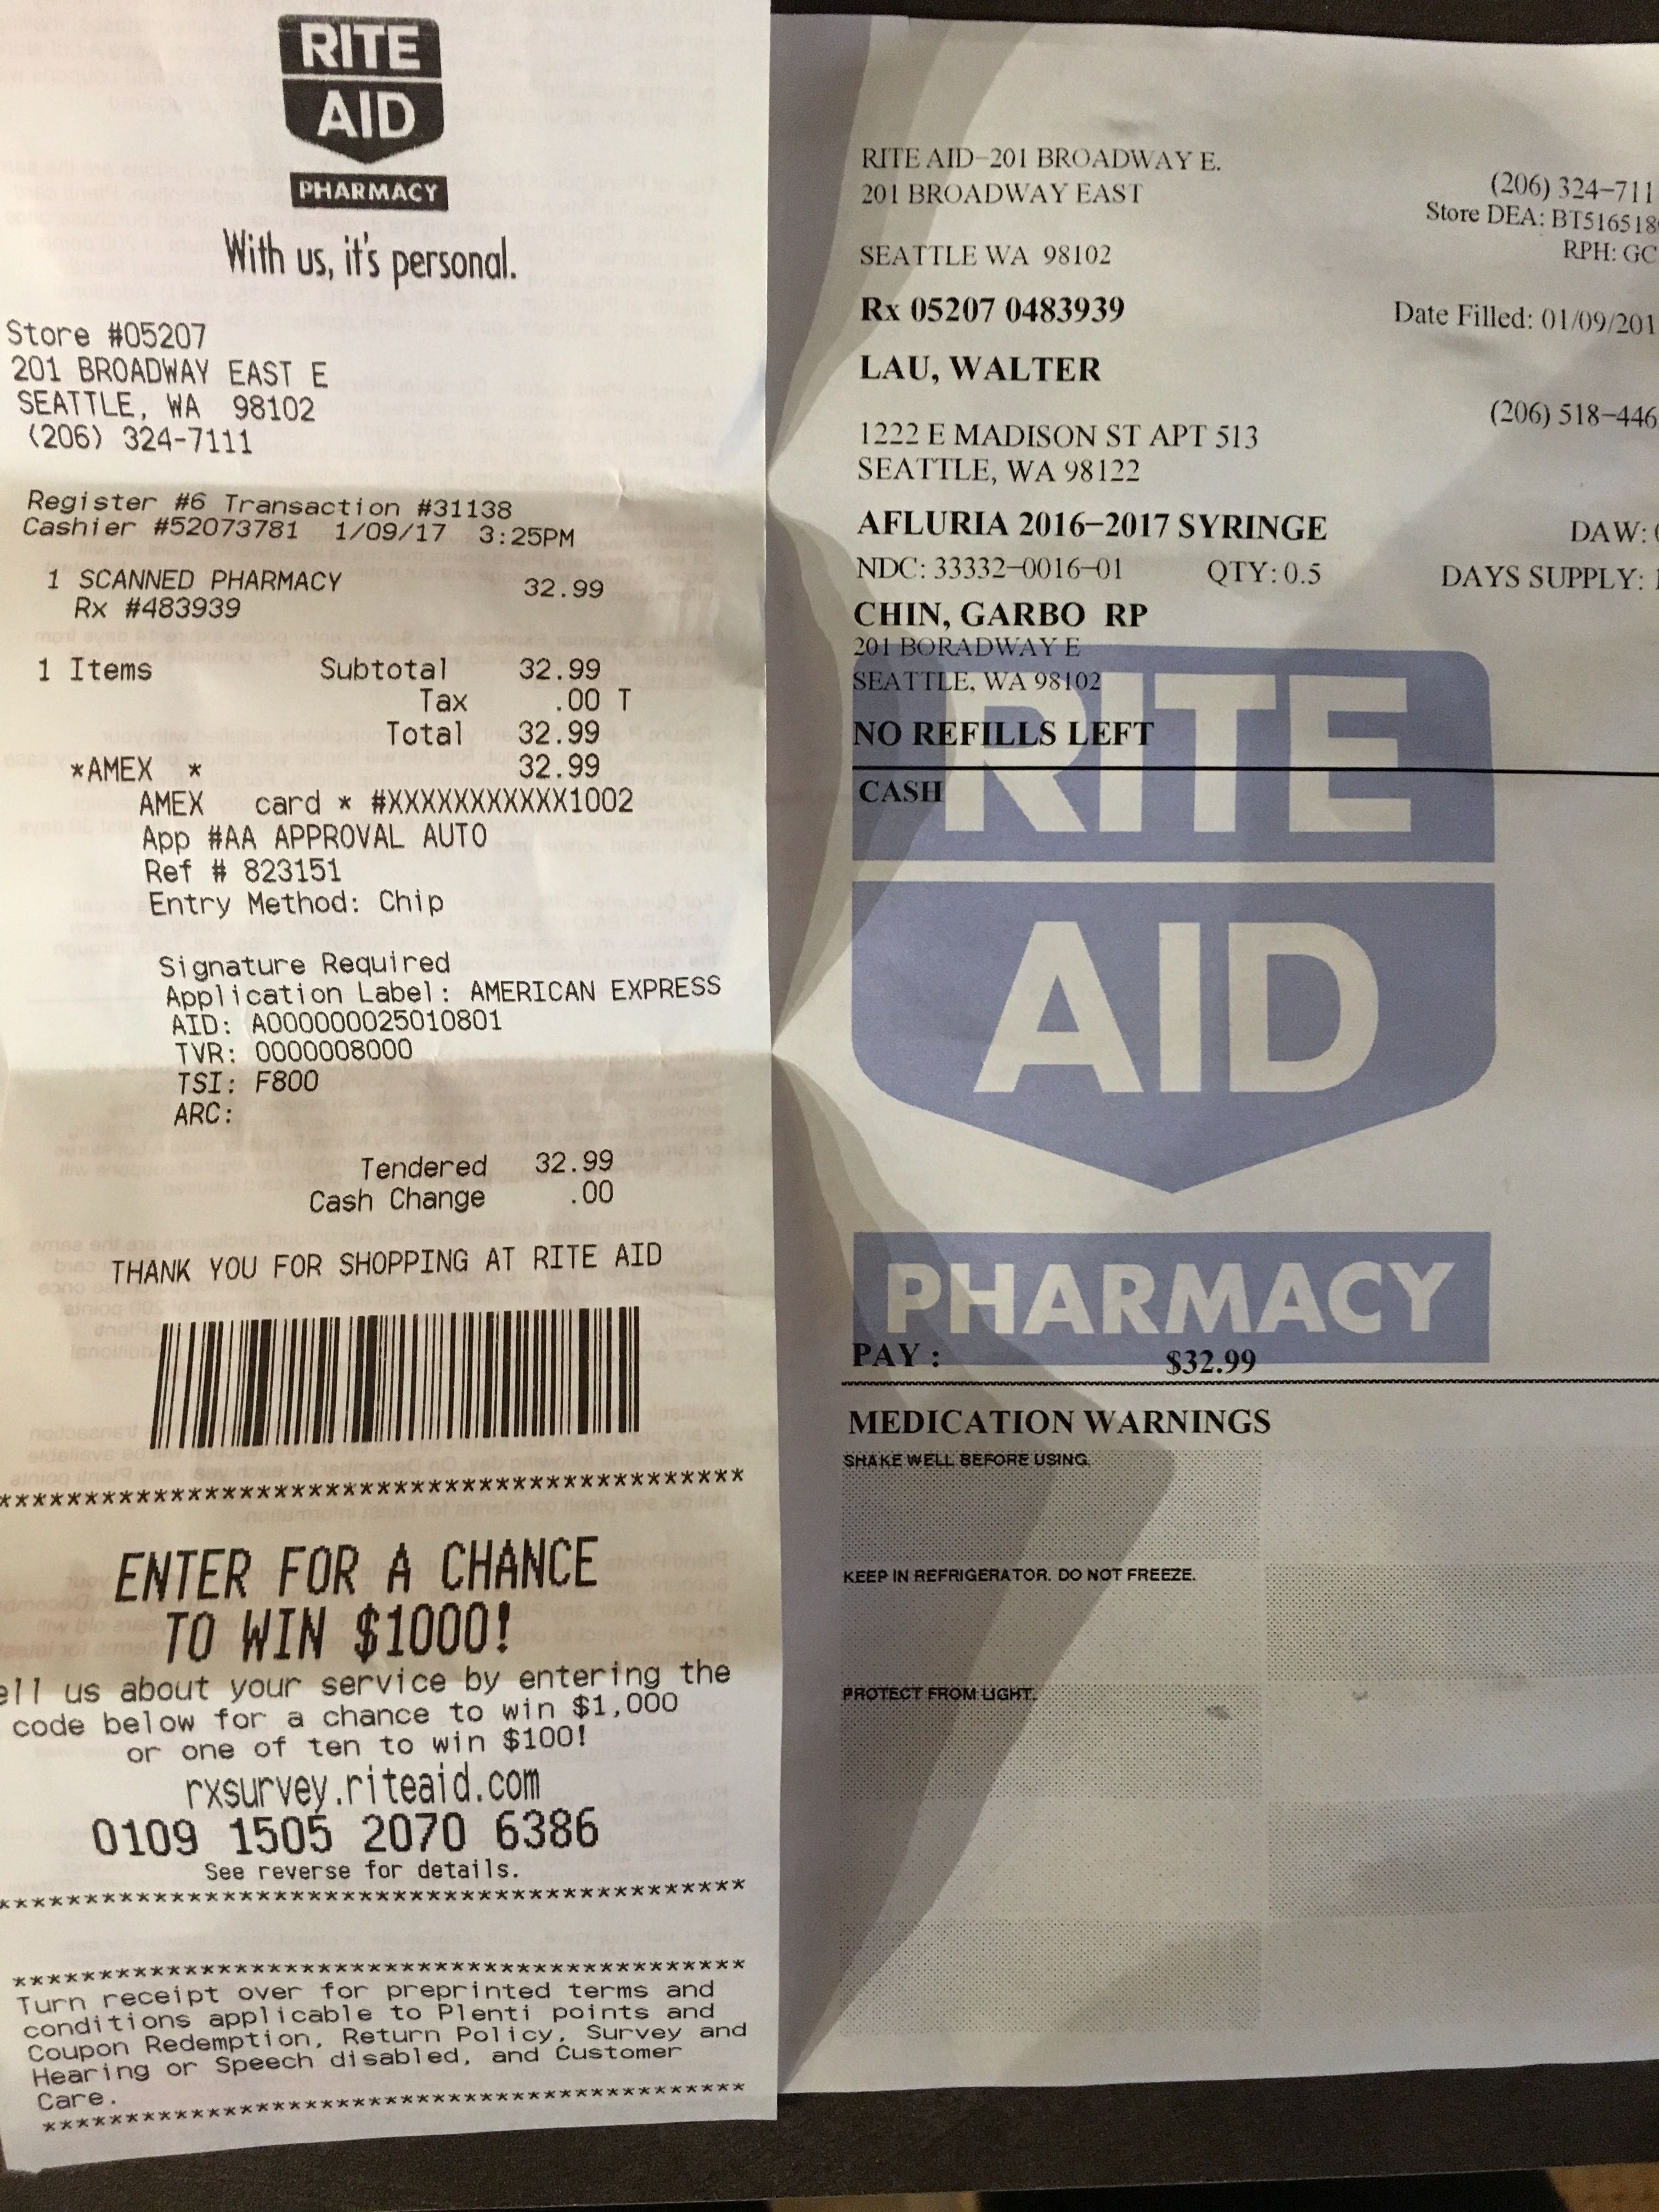 RITE
AID
PHARMACY
With us, it's personal.
Store #05207
201 BROADWAY EAST E
SEATTLE, WA 98102
(206) 324-7111
Register #6 Transaction #31138
Cashier #52073781 1/09/17 3:25PM
1 SCANNED PHARMACY 32.99
Rx #483939
1 Items Subtotal 32.99
Tax .00 T
Total 32.99
*AMEX * 32.99
AMEX card * #XXXXXXXXXXX1002
App #AA APPROVAL AUTO
Ref # 823151
Entry Method: Chip
Signature Required
Application Label: AMERICAN EXPRESS
AID: A000000025010801
TVR: 0000008000
TSI: F800
ARC:
Tendered 32.99
Cash Change .00
THANK YOU FOR SHOPPING AT RITE AID
*******************************************
ENTER FOR A CHANCE
TO WIN $1000!
ell us about your service by entering the
code below for a chance to win $1,000
or one of ten to win $100!
rxsurvey.riteaid.com
0109 1505 2070 6386
See reverse for details.
*******************************************
*******************************************
Turn receipt over for preprinted terms and
conditions applicable to Plenti points and
Coupon Redemption, Return Policy, Survey and
Hearing or Speech disabled, and Customer
Care.
*******************************************
RITE AID-201 BROADWAY E.
201 BROADWAY EAST (206) 324-711
Store DEA: BT516518
SEATTLE WA 98102 RPH: GC
Rx 05207 0483939 Date Filled: 01/09/201
LAU, WALTER
(206) 518-446
1222 E MADISON ST APT 513
SEATTLE, WA 98122
AFLURIA 2016-2017 SYRINGE DAW:
NDC: 33332-0016-01 QTY: 0.5 DAYS SUPPLY:
CHIN, GARBO RP
201 BORADWAY E
SEATTLE, WA 98102
NO REFILLS LEFT
CASH
RITE
AID
PHARMACY
PAY : $32.99
MEDICATION WARNINGS
SHAKE WELL BEFORE USING.
KEEP IN REFRIGERATOR. DO NOT FREEZE.
PROTECT FROM LIGHT.